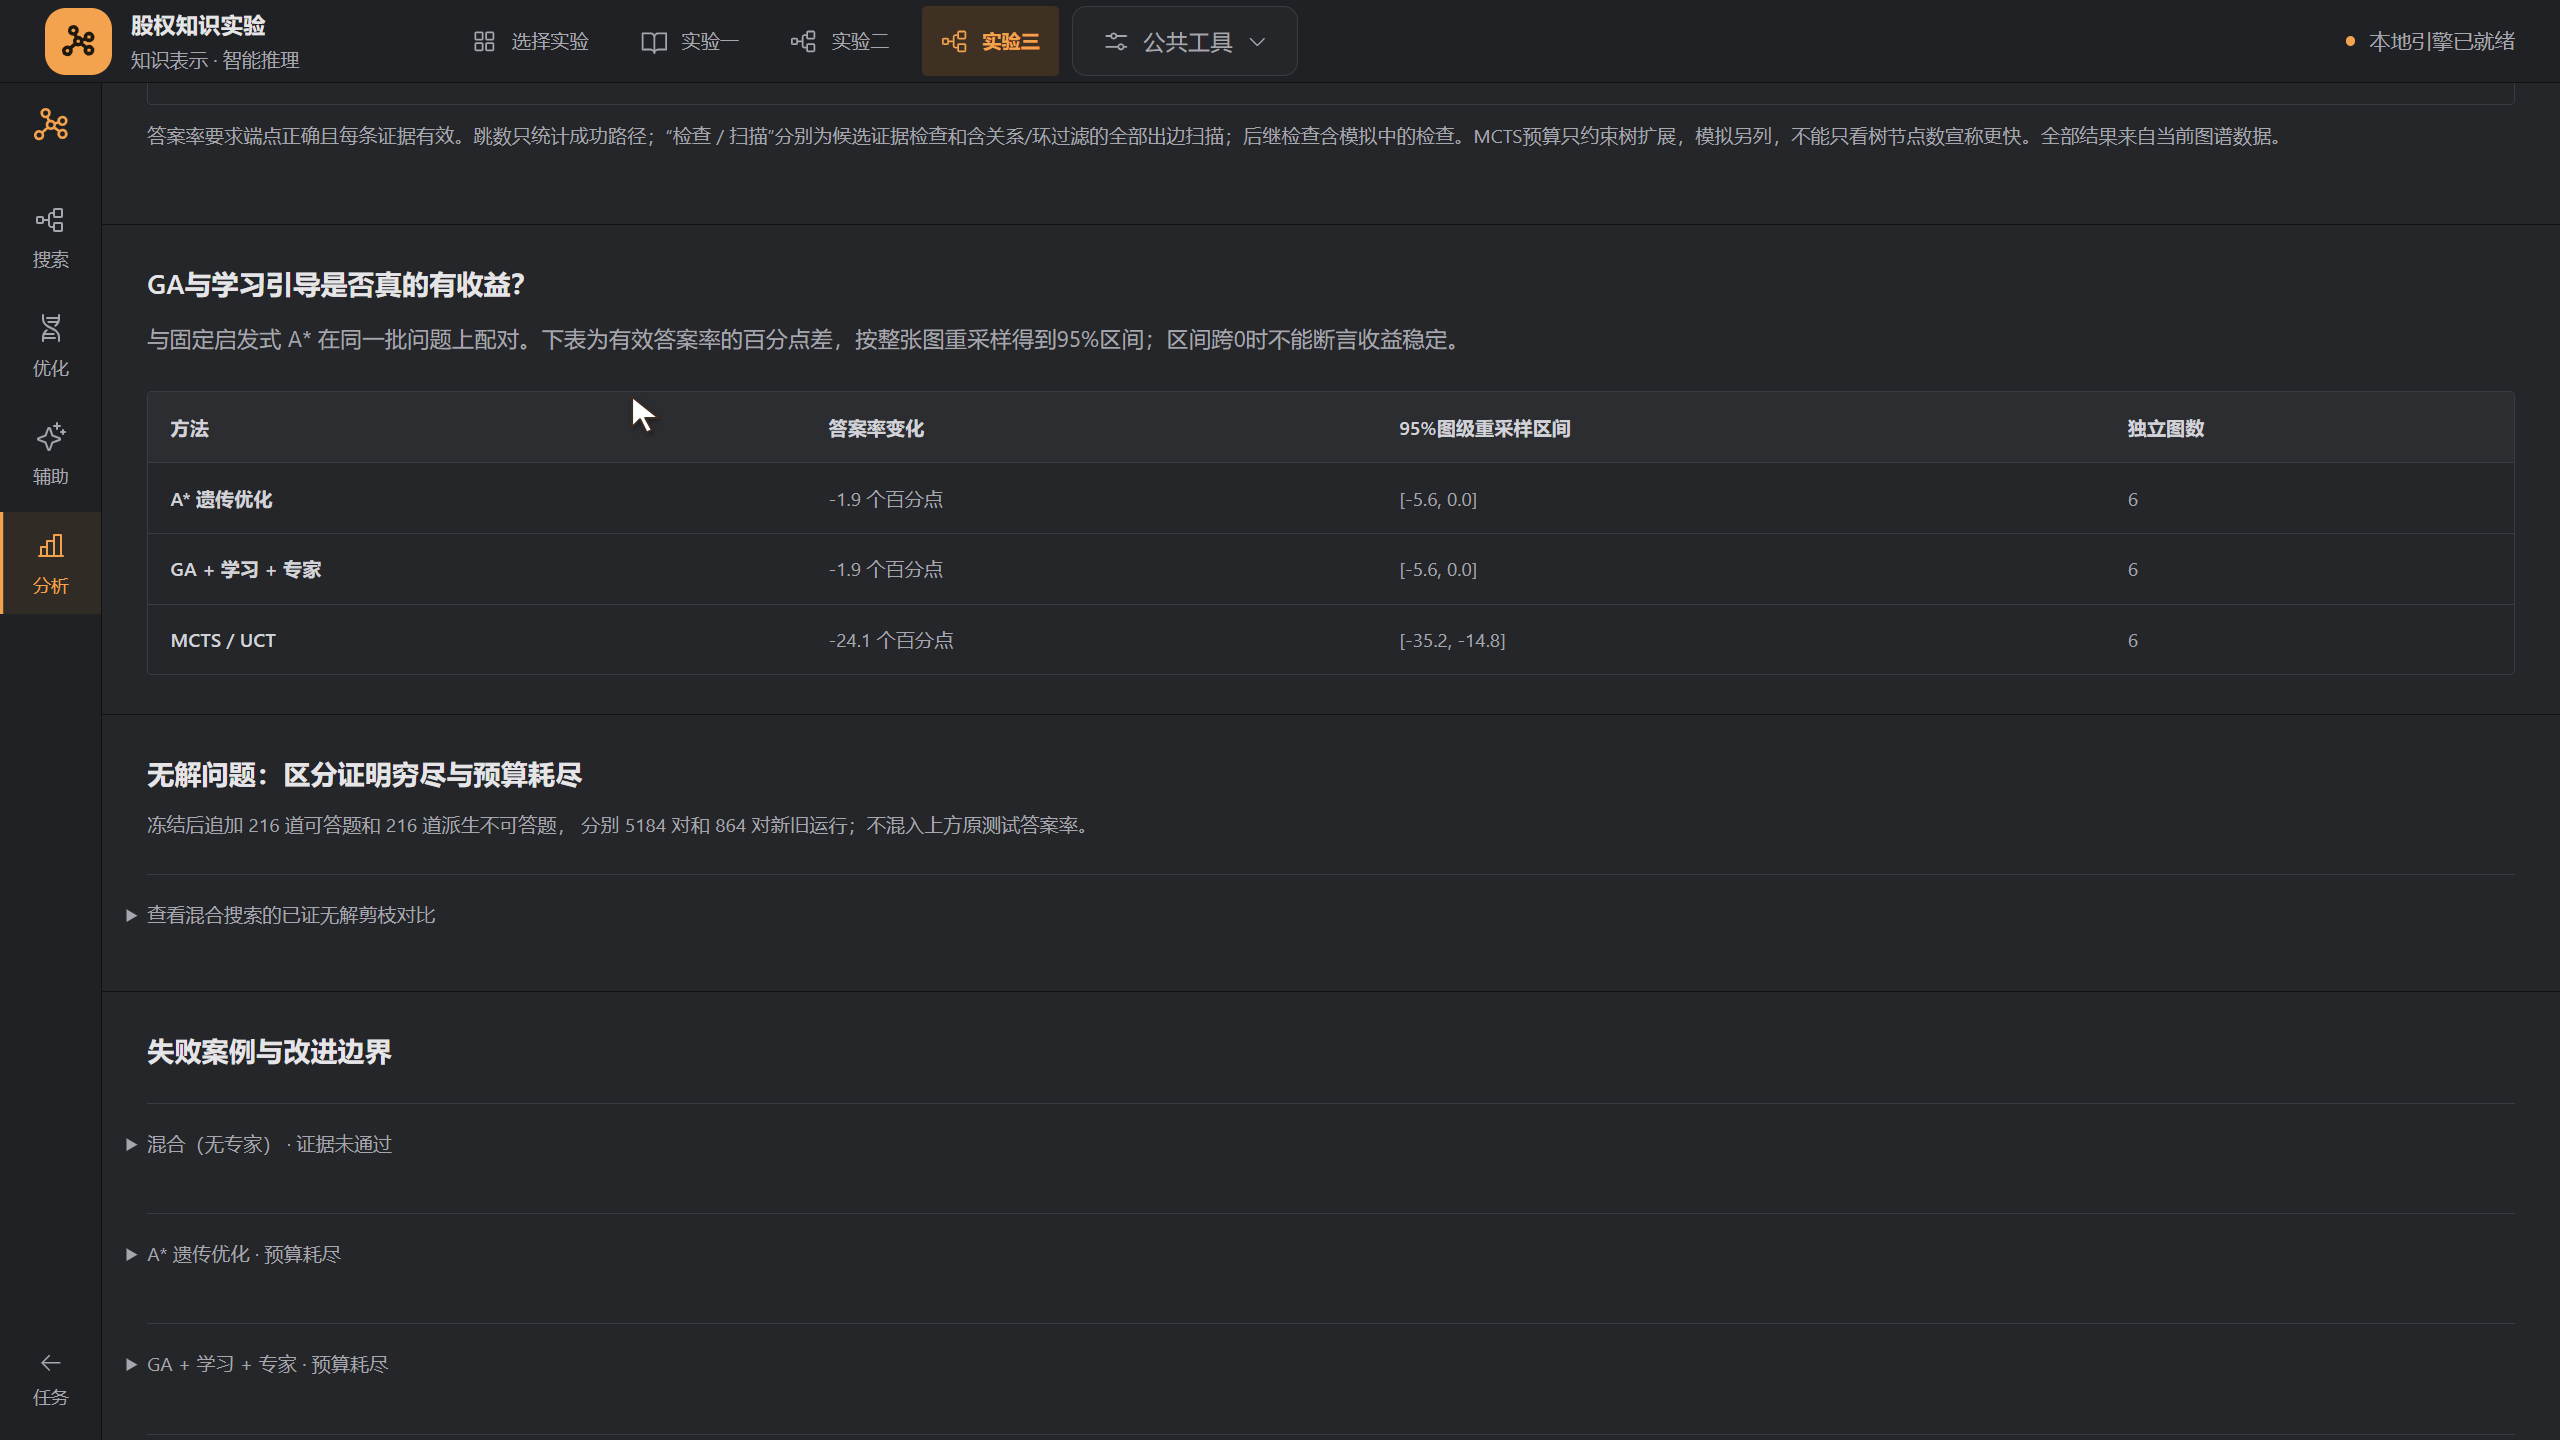 股权知识实验
知识表示 · 智能推理
选择实验
实验一
实验二
实验三
公共工具
本地引擎已就绪
搜索
优化
辅助
分析
任务
答案率要求端点正确且每条证据有效。跳数只统计成功路径；“检查 / 扫描”分别为候选证据检查和含关系/环过滤的全部出边扫描；后继检查含模拟中的检查。MCTS预算只约束树扩展，模拟另列，不能只看树节点数宣称更快。全部结果来自当前图谱数据。
GA与学习引导是否真的有收益？
与固定启发式 A* 在同一批问题上配对。下表为有效答案率的百分点差，按整张图重采样得到95%区间；区间跨0时不能断言收益稳定。
方法 答案率变化 95%图级重采样区间 独立图数
A* 遗传优化 -1.9 个百分点 [-5.6, 0.0] 6
GA + 学习 + 专家 -1.9 个百分点 [-5.6, 0.0] 6
MCTS / UCT -24.1 个百分点 [-35.2, -14.8] 6
无解问题：区分证明穷尽与预算耗尽
冻结后追加 216 道可答题和 216 道派生不可答题， 分别 5184 对和 864 对新旧运行；不混入上方原测试答案率。
查看混合搜索的已证无解剪枝对比
失败案例与改进边界
混合（无专家） · 证据未通过
A* 遗传优化 · 预算耗尽
GA + 学习 + 专家 · 预算耗尽